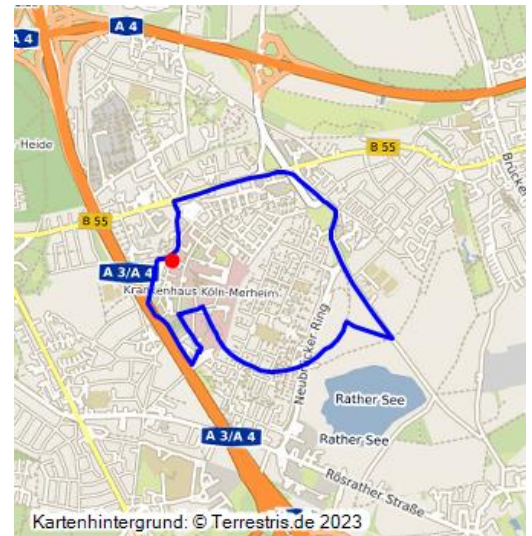 A 4
A 4
Heide
B 55
Brücker
B 55
A 3/A 4
Krankenhaus Köln-Merheim
Neubrücker Ring
Rather See
Rather See
A 3/A 4
Rösrather Straße
Kartenhintergrund: © Terrestris.de 2023